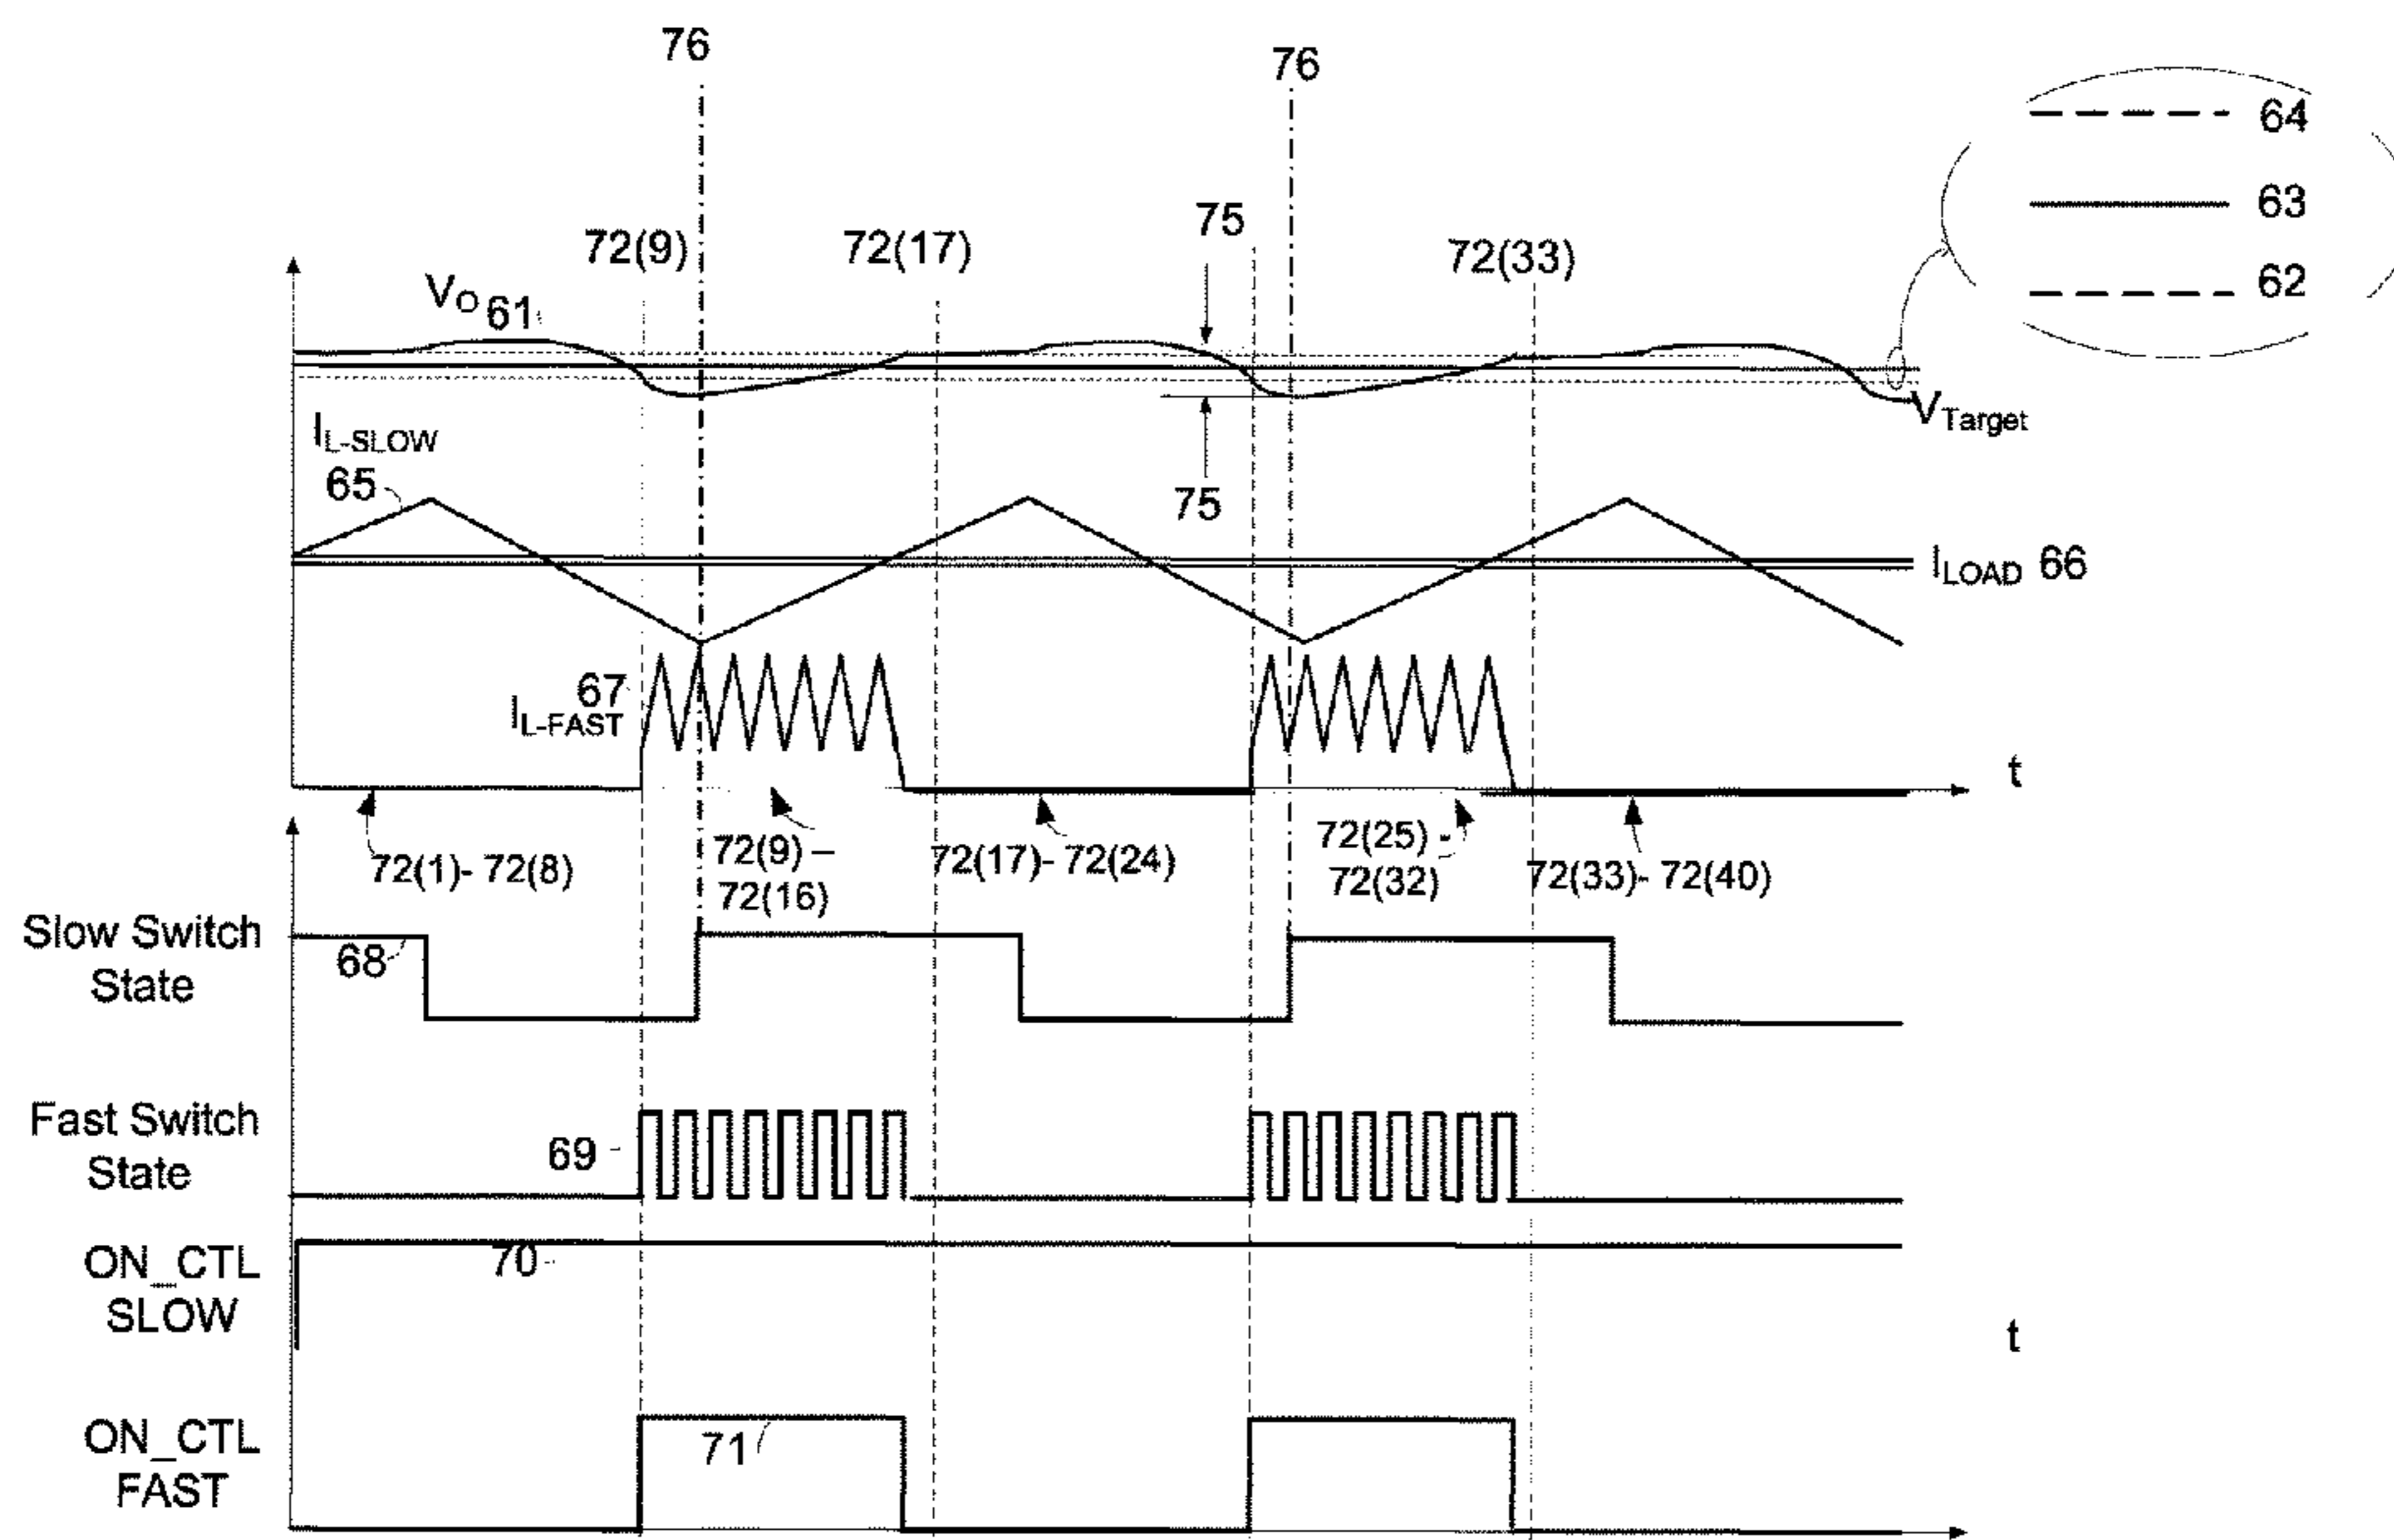 76
76
64
63
62
72(9)
72(17)
75
72(33)
VO 61
VTarget
IL-SLOW
65
75
ILOAD 66
67
IL-FAST
t
72(1)- 72(8)
72(9) –
72(16)
72(17)- 72(24)
72(25) -
72(32)
72(33)- 72(40)
Slow Switch
State
68
Fast Switch
State
69
ON_CTL
SLOW
70
t
ON_CTL
FAST
71